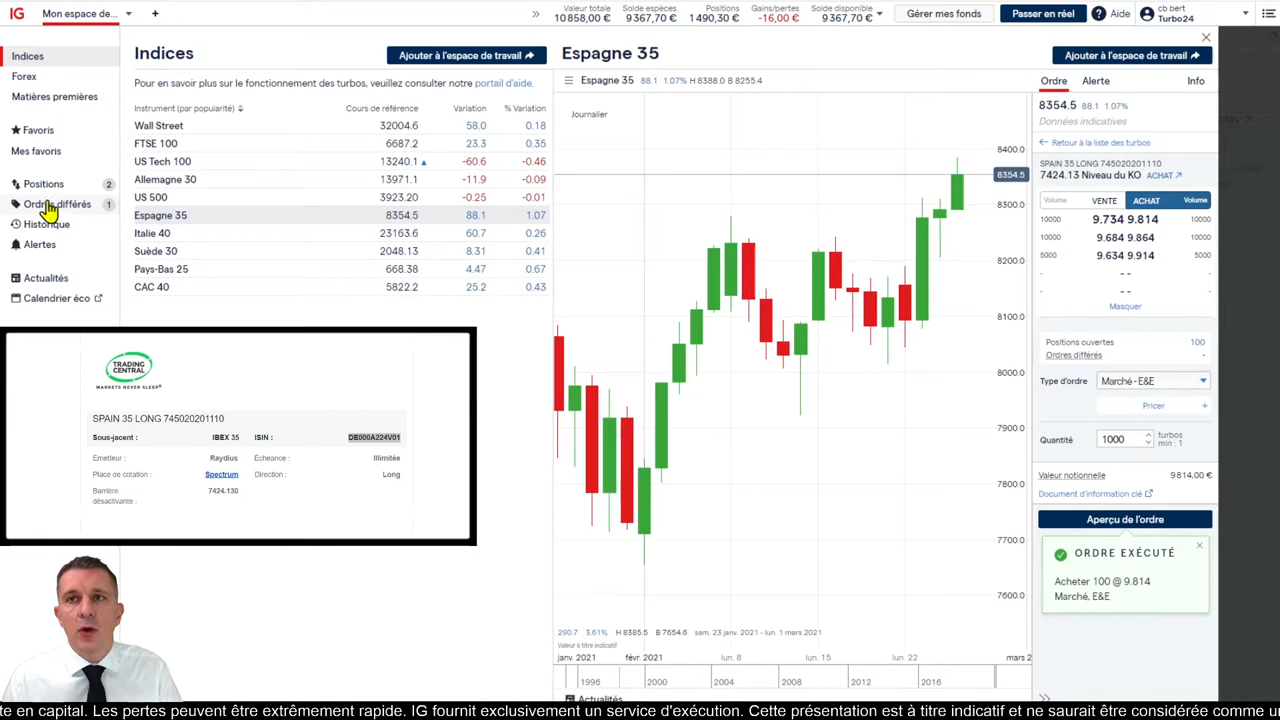 IG
Mon espace de...
Valeur totale
10 858,00 €
Soldes espèces
9 367,70 €
Positions
1 490,30 €
Gains/pertes
-16,00 €
Solde disponible
9 367,70 €
Gérer mes fonds
Passer en réel
Aide
cb bert
Turbo24
Indices
Forex
Matières premières
Favoris
Mes favoris
Positions 2
Ordres différés 1
Historique
Alertes
Actualités
Calendrier éco
Indices
Ajouter à l'espace de travail
Pour en savoir plus sur le fonctionnement des turbos, veuillez consulter notre portail d'aide.
Instrument (par popularité) Cours de référence Variation % Variation
Wall Street 32004.6 58.0 0.18
FTSE 100 6687.2 23.3 0.35
US Tech 100 13240.1 -60.6 -0.46
Allemagne 30 13971.1 -11.9 -0.09
US 500 3923.20 -0.25 -0.01
Espagne 35 8354.5 88.1 1.07
Italie 40 23163.6 60.7 0.26
Suède 30 2048.13 8.31 0.41
Pays-Bas 25 668.38 4.47 0.67
CAC 40 5822.2 25.2 0.43
TRADING
CENTRAL
MARKETS NEVER SLEEP
SPAIN 35 LONG 745020201110
Sous-jacent : IBEX 35 ISIN : DE000A224V01
Emetteur : Raydius Echeance : Illimitée
Place de cotation : Spectrum Direction : Long
Barrière 7424.130
désactivante :
Espagne 35
Ajouter à l'espace de travail
Espagne 35 88.1 1.07% H 8388.0 B 8255.4
Journalier
8400.0
8354.5
8300.0
8200.0
8100.0
8000.0
7900.0
7800.0
7700.0
7600.0
290.7 3.61% H 8385.5 B 7654.6 sam. 23 janv. 2021 - lun. 1 mars 2021
Valeur à titre indicatif
janv. 2021 févr. 2021 lun. 8 lun. 15 lun. 22 mars 2
1996 2000 2004 2008 2012 2016
Actualités
Ordre Alerte Info
8354.5 88.1 1.07%
Données indicatives
Retour à la liste des turbos
SPAIN 35 LONG 745020201110
7424.13 Niveau du KO ACHAT
Volume VENTE ACHAT Volume
10000 9.734 9.814 10000
10000 9.684 9.864 10000
5000 9.634 9.914 5000
- - - -
- - - -
Masquer
Positions ouvertes 100
Ordres différés -
Type d'ordre Marché - E&E
Pricer +
Quantité 1000 turbos
min : 1
Valeur notionnelle 9 814,00 €
Document d'information clé
Aperçu de l'ordre
ORDRE EXÉCUTÉ
Acheter 100 @ 9.814
Marché, E&E
te en capital. Les pertes peuvent être extrêmement rapide. IG fournit exclusivement un service d'exécution. Cette présentation est à titre indicatif et ne saurait être considérée comme u